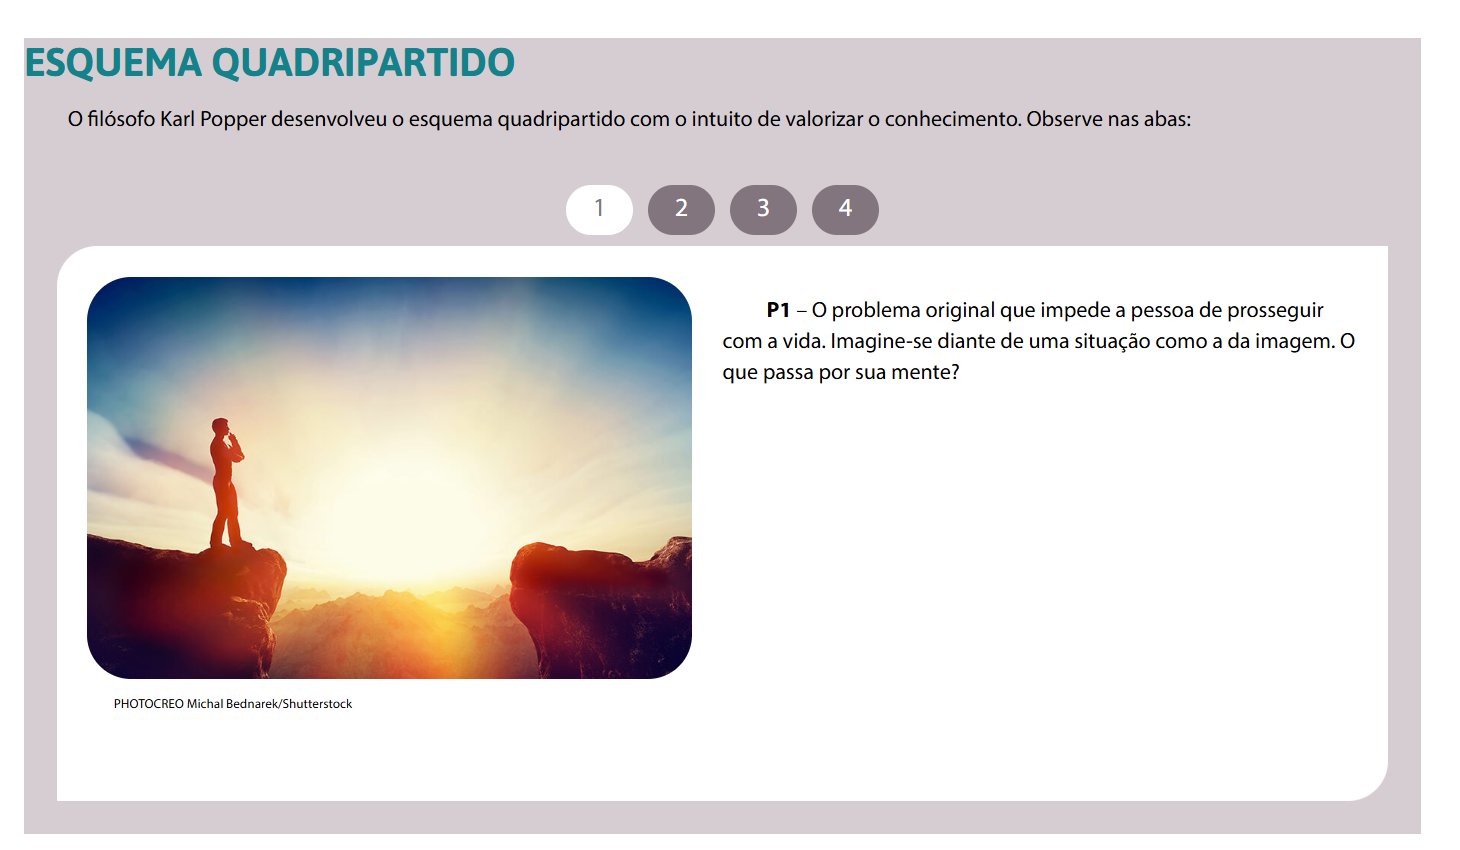 ESQUEMA QUADRIPARTIDO
O filósofo Karl Popper desenvolveu o esquema quadripartido com o intuito de valorizar o conhecimento. Observe nas abas:
1 2 3 4
P1 – O problema original que impede a pessoa de prosseguir
com a vida. Imagine-se diante de uma situação como a da imagem. O
que passa por sua mente?
PHOTOCREO Michal Bednarek/Shutterstock